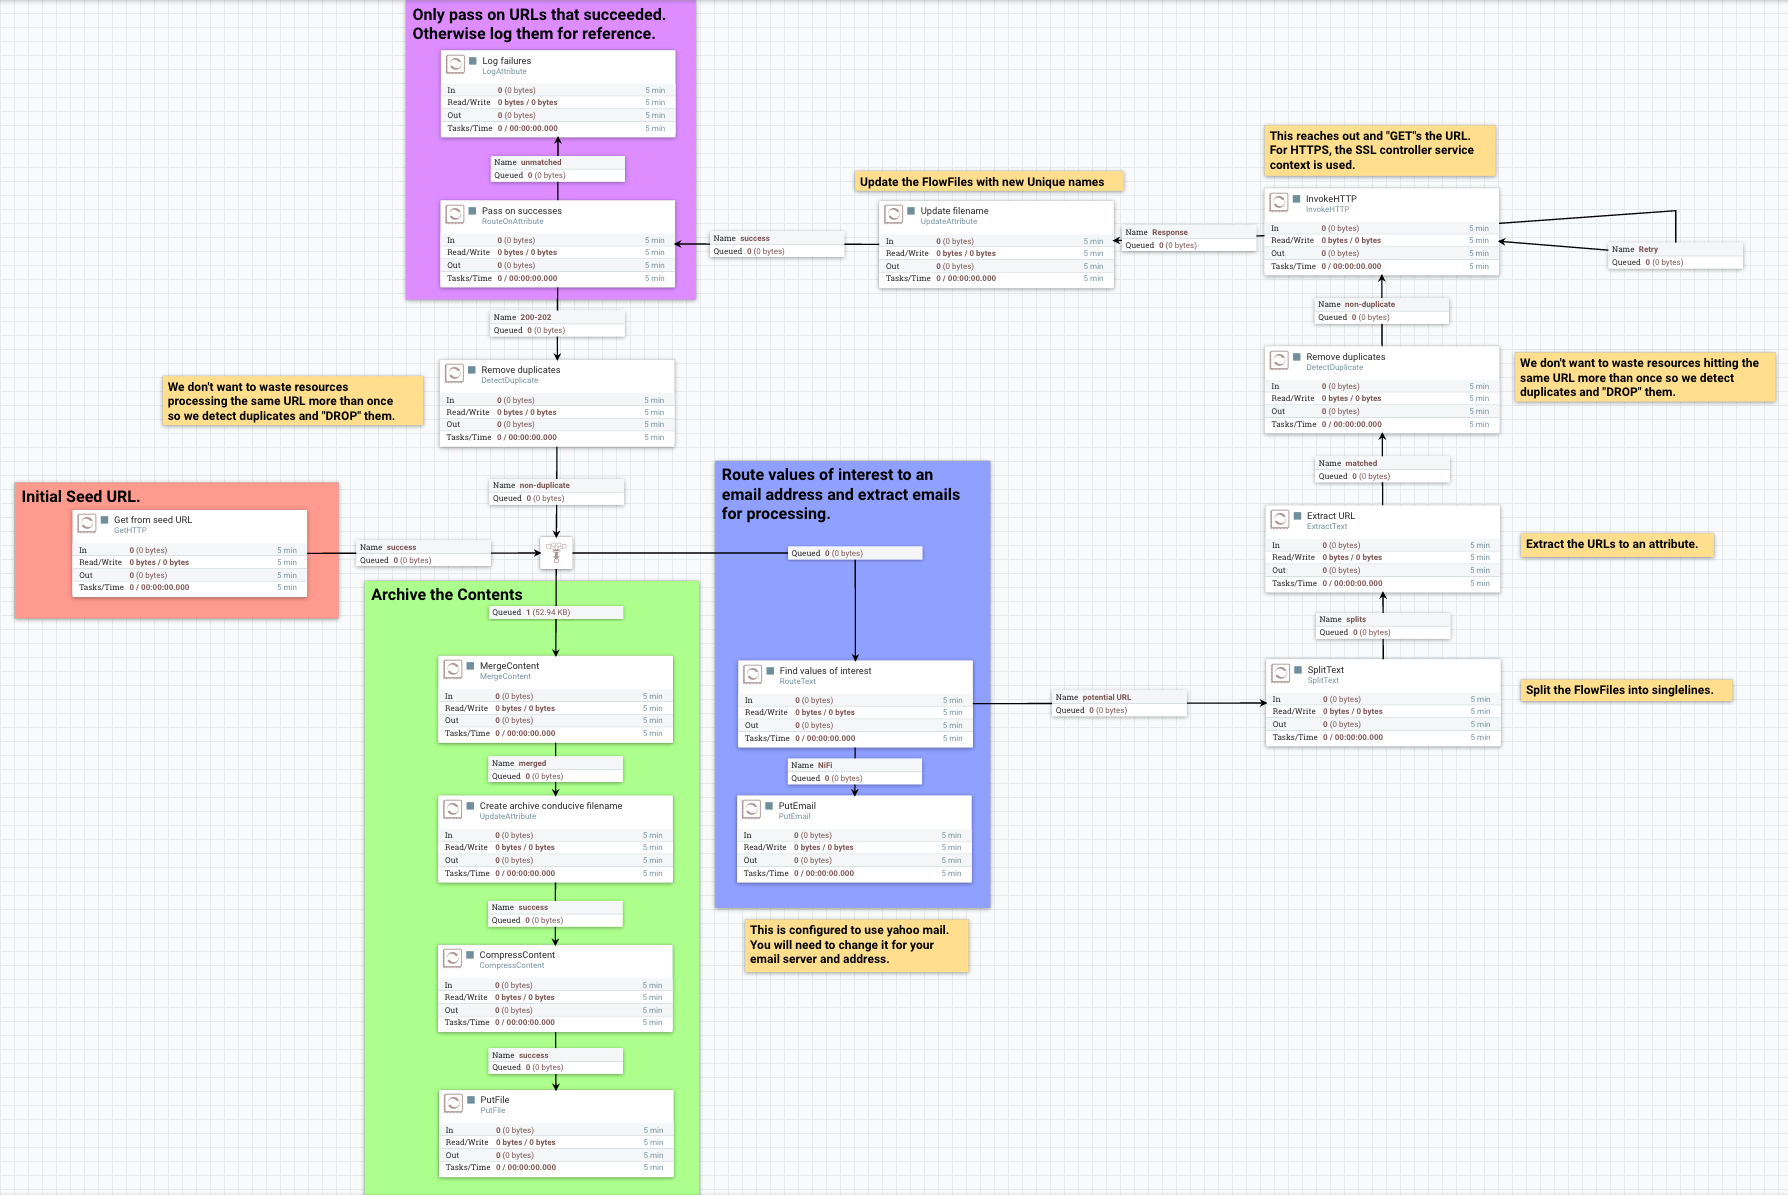 Only pass on URLs that succeeded.
Otherwise log them for reference.
Log failures
LogAttribute
In 0 (0 bytes) 5 min
Read/Write 0 bytes / 0 bytes 5 min
Out 0 (0 bytes) 5 min
Tasks/Time 0 / 00:00:00.000 5 min
Name unmatched
Queued 0 (0 bytes)
Pass on successes
RouteOnAttribute
In 0 (0 bytes) 5 min
Read/Write 0 bytes / 0 bytes 5 min
Out 0 (0 bytes) 5 min
Tasks/Time 0 / 00:00:00.000 5 min
Name success
Queued 0 (0 bytes)
Update the FlowFiles with new Unique names
Update filename
UpdateAttribute
In 0 (0 bytes) 5 min
Read/Write 0 bytes / 0 bytes 5 min
Out 0 (0 bytes) 5 min
Tasks/Time 0 / 00:00:00.000 5 min
Name Response
Queued 0 (0 bytes)
This reaches out and "GET"s the URL.
For HTTPS, the SSL controller service
context is used.
InvokeHTTP
InvokeHTTP
In 0 (0 bytes) 5 min
Read/Write 0 bytes / 0 bytes 5 min
Out 0 (0 bytes) 5 min
Tasks/Time 0 / 00:00:00.000 5 min
Name Retry
Queued 0 (0 bytes)
Name non-duplicate
Queued 0 (0 bytes)
Name 200-202
Queued 0 (0 bytes)
We don't want to waste resources
processing the same URL more than once
so we detect duplicates and "DROP" them.
Remove duplicates
DetectDuplicate
In 0 (0 bytes) 5 min
Read/Write 0 bytes / 0 bytes 5 min
Out 0 (0 bytes) 5 min
Tasks/Time 0 / 00:00:00.000 5 min
Remove duplicates
DetectDuplicate
In 0 (0 bytes) 5 min
Read/Write 0 bytes / 0 bytes 5 min
Out 0 (0 bytes) 5 min
Tasks/Time 0 / 00:00:00.000 5 min
We don't want to waste resources hitting the
same URL more than once so we detect
duplicates and "DROP" them.
Name matched
Queued 0 (0 bytes)
Name non-duplicate
Queued 0 (0 bytes)
Initial Seed URL.
Get from seed URL
GetHTTP
In 0 (0 bytes) 5 min
Read/Write 0 bytes / 0 bytes 5 min
Out 0 (0 bytes) 5 min
Tasks/Time 0 / 00:00:00.000 5 min
Name success
Queued 0 (0 bytes)
Route values of interest to an
email address and extract emails
for processing.
Queued 0 (0 bytes)
Extract URL
ExtractText
In 0 (0 bytes) 5 min
Read/Write 0 bytes / 0 bytes 5 min
Out 0 (0 bytes) 5 min
Tasks/Time 0 / 00:00:00.000 5 min
Extract the URLs to an attribute.
Name splits
Queued 0 (0 bytes)
Archive the Contents
Queued 1 (52.94 KB)
MergeContent
MergeContent
In 0 (0 bytes) 5 min
Read/Write 0 bytes / 0 bytes 5 min
Out 0 (0 bytes) 5 min
Tasks/Time 0 / 00:00:00.000 5 min
Find values of interest
RouteText
In 0 (0 bytes) 5 min
Read/Write 0 bytes / 0 bytes 5 min
Out 0 (0 bytes) 5 min
Tasks/Time 0 / 00:00:00.000 5 min
Name potential URL
Queued 0 (0 bytes)
SplitText
SplitText
In 0 (0 bytes) 5 min
Read/Write 0 bytes / 0 bytes 5 min
Out 0 (0 bytes) 5 min
Tasks/Time 0 / 00:00:00.000 5 min
Split the FlowFiles into singlelines.
Name merged
Queued 0 (0 bytes)
Name NiFi
Queued 0 (0 bytes)
Create archive conducive filename
UpdateAttribute
In 0 (0 bytes) 5 min
Read/Write 0 bytes / 0 bytes 5 min
Out 0 (0 bytes) 5 min
Tasks/Time 0 / 00:00:00.000 5 min
PutEmail
PutEmail
In 0 (0 bytes) 5 min
Read/Write 0 bytes / 0 bytes 5 min
Out 0 (0 bytes) 5 min
Tasks/Time 0 / 00:00:00.000 5 min
Name success
Queued 0 (0 bytes)
This is configured to use yahoo mail.
You will need to change it for your
email server and address.
CompressContent
CompressContent
In 0 (0 bytes) 5 min
Read/Write 0 bytes / 0 bytes 5 min
Out 0 (0 bytes) 5 min
Tasks/Time 0 / 00:00:00.000 5 min
Name success
Queued 0 (0 bytes)
PutFile
PutFile
In 0 (0 bytes) 5 min
Read/Write 0 bytes / 0 bytes 5 min
Out 0 (0 bytes) 5 min
Tasks/Time 0 / 00:00:00.000 5 min